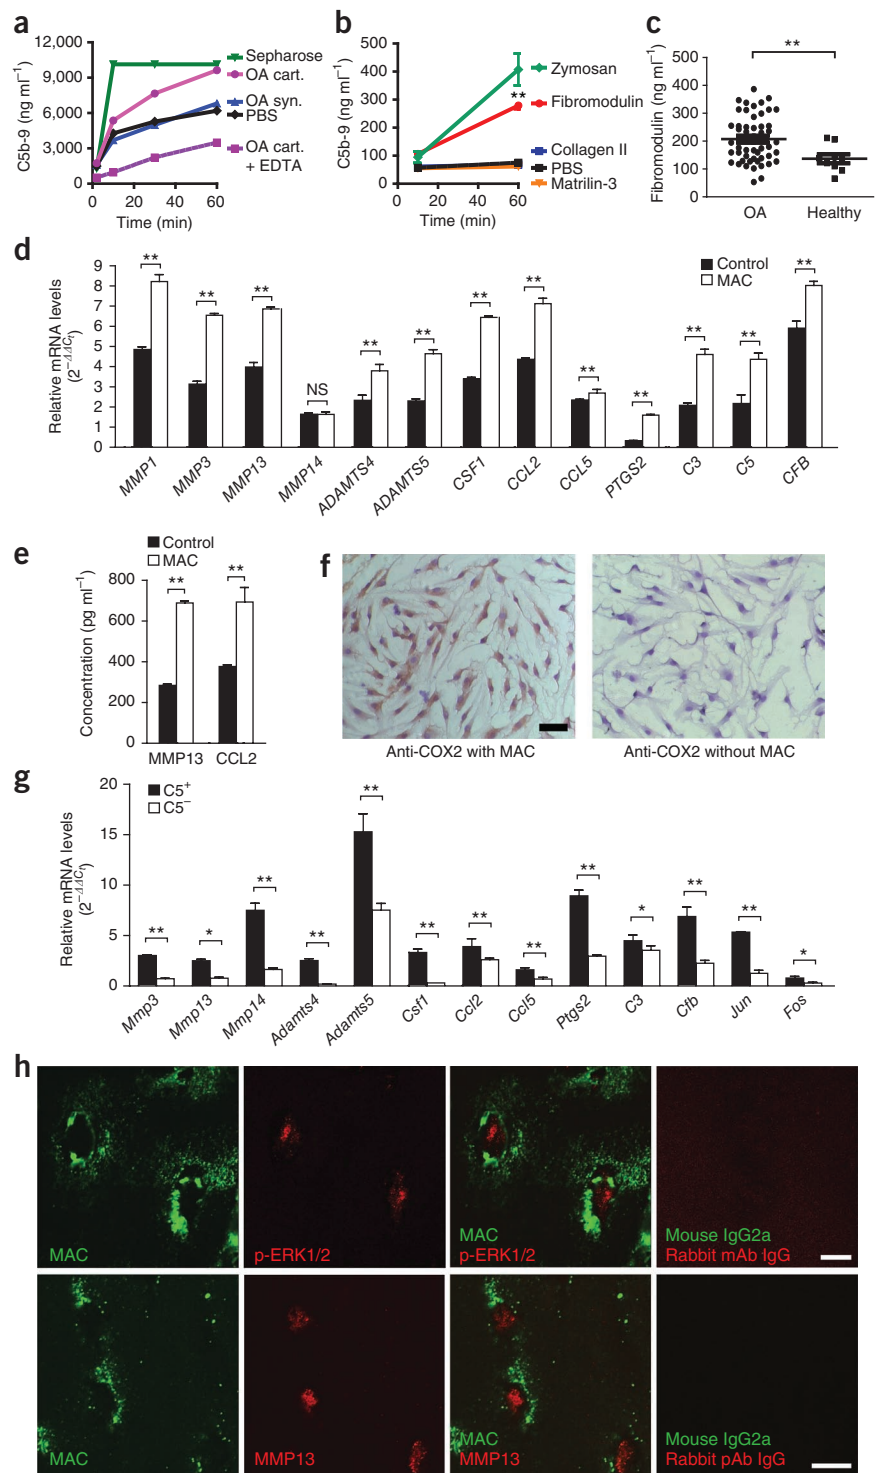 a
12,000
9,000
6,000
3,000
0
C5b-9 (ng ml⁻¹)
0 20 40 60
Time (min)
Sepharose
OA cart.
OA syn.
PBS
OA cart.
+ EDTA
b
500
400
300
200
100
0
C5b-9 (ng ml⁻¹)
0 20 40 60
Time (min)
**
Zymosan
Fibromodulin
Collagen II
PBS
Matrilin-3
c
**
500
400
300
200
100
0
Fibromodulin (ng ml⁻¹)
OA Healthy
d
9
8
7
6
5
4
3
2
1
0
Relative mRNA levels
(2⁻ΔΔCt)
Control
MAC
** ** ** NS ** ** ** ** ** ** ** ** **
MMP1 MMP3 MMP13 MMP14 ADAMTS4 ADAMTS5 CSF1 CCL2 CCL5 PTGS2 C3 C5 CFB
e
Control
MAC
800
600
400
200
0
Concentration (pg ml⁻¹)
** **
MMP13 CCL2
f
Anti-COX2 with MAC
Anti-COX2 without MAC
g
20
15
10
5
0
Relative mRNA levels
(2⁻ΔΔCt)
C5⁺
C5⁻
** * ** ** ** ** ** ** ** * ** ** *
Mmp3 Mmp13 Mmp14 Adamts4 Adamts5 Csf1 Ccl2 Ccl5 Ptgs2 C3 Cfb Jun Fos
h
MAC
p-ERK1/2
MAC
p-ERK1/2
Mouse IgG2a
Rabbit mAb IgG
MAC
MMP13
MAC
MMP13
Mouse IgG2a
Rabbit pAb IgG